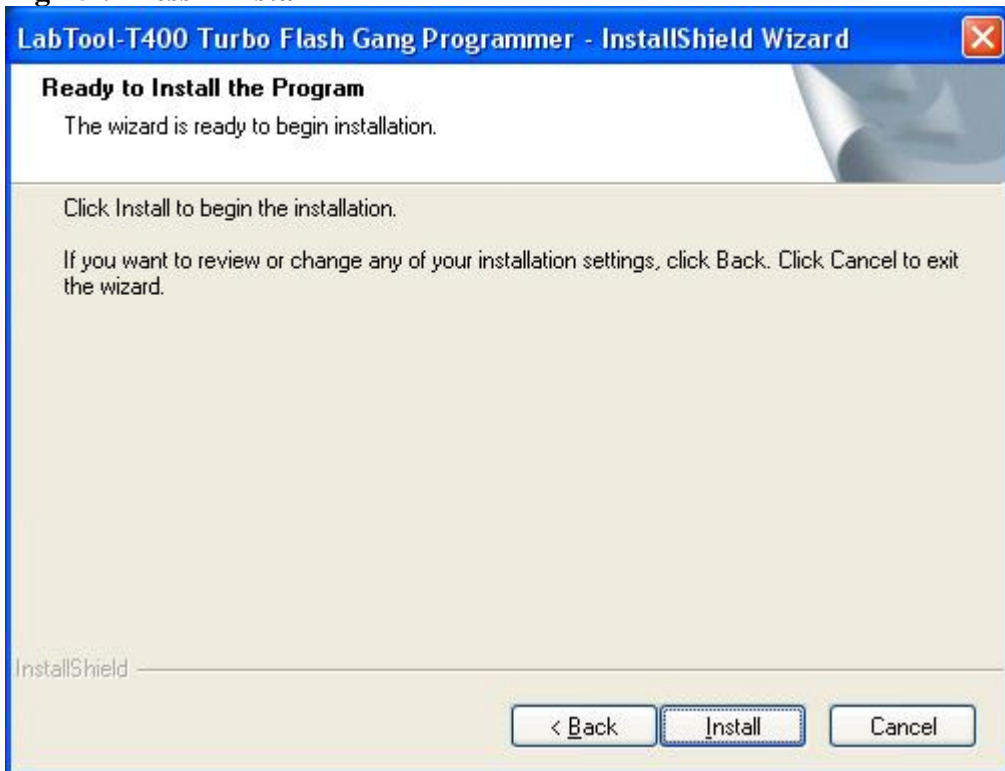 LabTool-T400 Turbo Flash Gang Programmer - InstallShield Wizard
Ready to Install the Program
The wizard is ready to begin installation.
Click Install to begin the installation.
If you want to review or change any of your installation settings, click Back. Click Cancel to exit
the wizard.
InstallShield
< Back
Install
Cancel